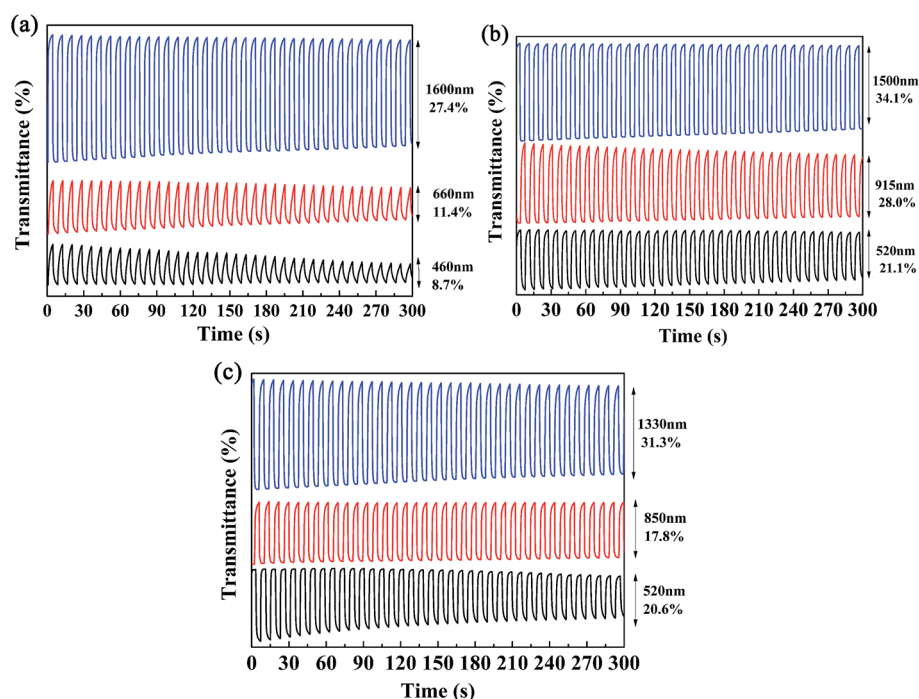 (a)
Transmittance (%)
1600nm
27.4%
660nm
11.4%
460nm
8.7%
0 30 60 90 120 150 180 210 240 270 300
Time (s)
(b)
Transmittance (%)
1500nm
34.1%
915nm
28.0%
520nm
21.1%
0 30 60 90 120 150 180 210 240 270 300
Time (s)
(c)
Transmittance (%)
1330nm
31.3%
850nm
17.8%
520nm
20.6%
0 30 60 90 120 150 180 210 240 270 300
Time (s)